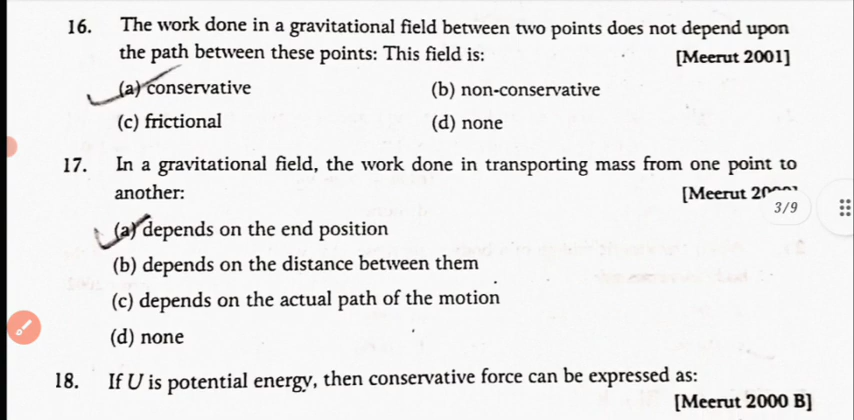 16. The work done in a gravitational field between two points does not depend upon
the path between these points: This field is:
[Meerut 2001]
(a) conservative
(b) non-conservative
(c) frictional
(d) none
17. In a gravitational field, the work done in transporting mass from one point to
another:
[Meerut
3/9
(a) depends on the end position
(b) depends on the distance between them
(c) depends on the actual path of the motion
(d) none
18. If U is potential energy, then conservative force can be expressed as:
[Meerut 2000 B]